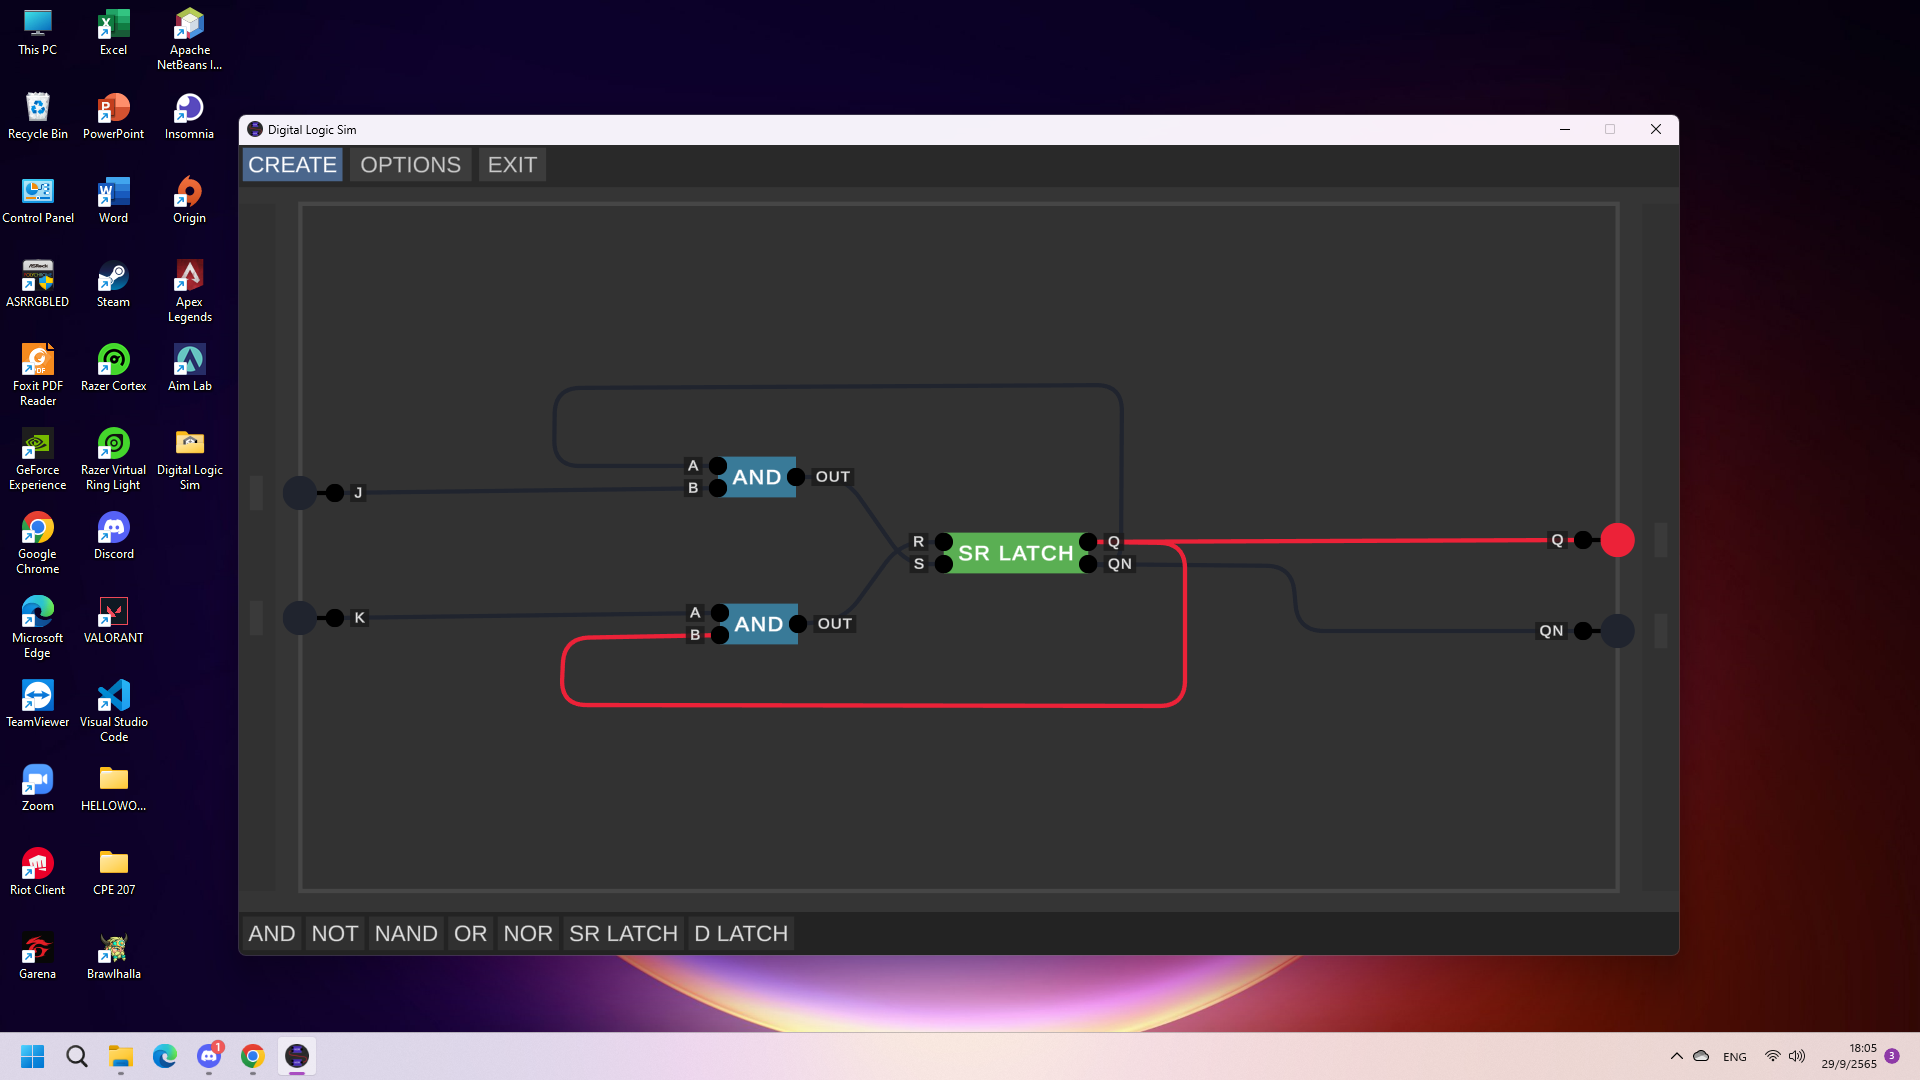 This PC
Excel
Apache
NetBeans I...
Recycle Bin
PowerPoint
Insomnia
Control Panel
Word
Origin
ASRRGBLED
Steam
Apex
Legends
Foxit PDF
Reader
Razer Cortex
Aim Lab
GeForce
Experience
Razer Virtual
Ring Light
Digital Logic
Sim
Google
Chrome
Discord
Microsoft
Edge
VALORANT
TeamViewer
Visual Studio
Code
Zoom
HELLOWO...
Riot Client
CPE 207
Garena
Brawlhalla
Digital Logic Sim
CREATE OPTIONS EXIT
A
B
AND
OUT
J
R
S
SR LATCH
Q
QN
Q
K
A
B
AND
OUT
QN
AND NOT NAND OR NOR SR LATCH D LATCH
1
ENG
18:05
29/9/2565
3